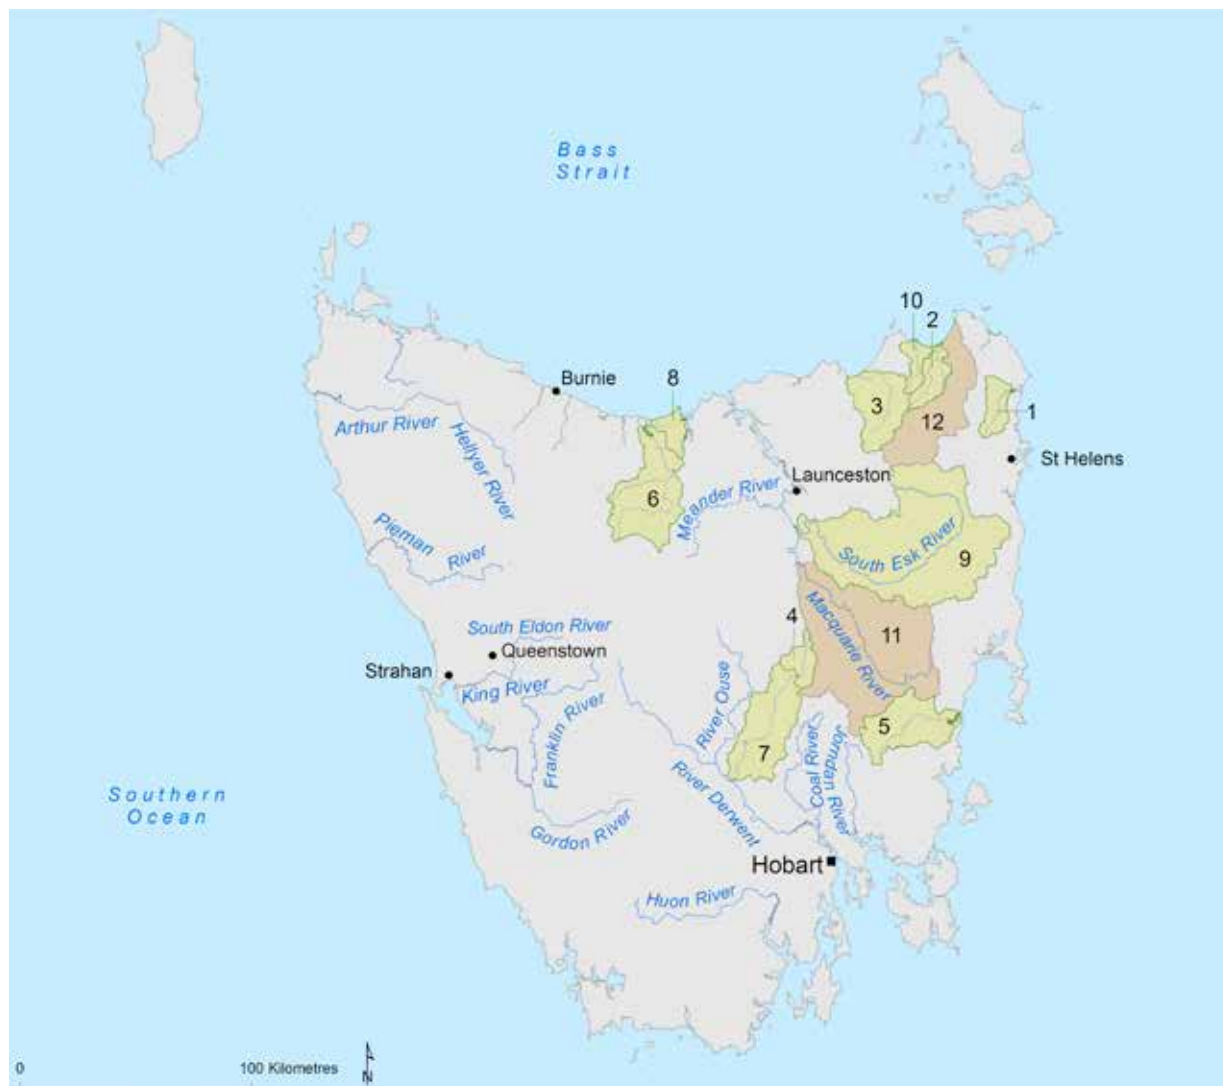 Bass
Strait
10
2
Burnie
8
3
1
Arthur River
12
Hellyer River
St Helens
Launceston
6
Meander River
Pieman
River
South Esk River
9
4
Macquarie River
11
South Eldon River
Queenstown
Strahan
King River
Franklin River
River Ouse
5
7
Coal River
Jorndan River
River Derwent
Southern
Ocean
Gordon River
Hobart
Huon River
0
100 Kilometres
N